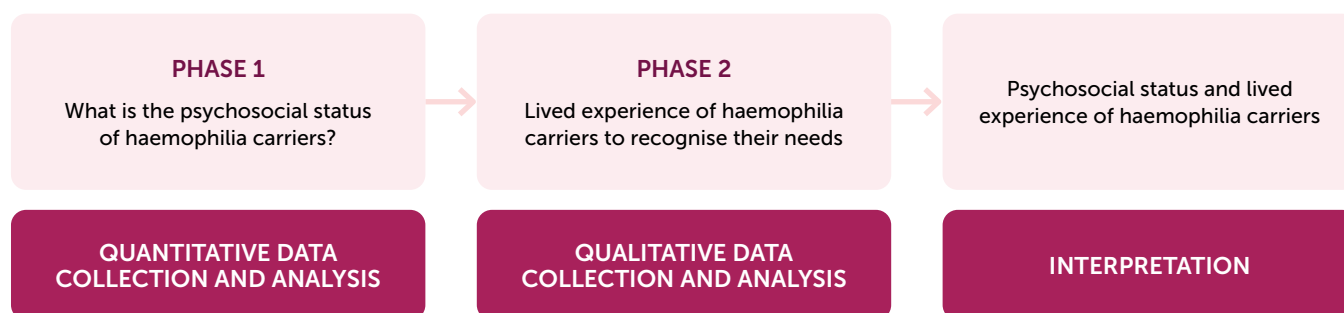 PHASE 1
What is the psychosocial status
of haemophilia carriers?
PHASE 2
Lived experience of haemophilia
carriers to recognise their needs
Psychosocial status and lived
experience of haemophilia carriers
QUANTITATIVE DATA
COLLECTION AND ANALYSIS
QUALITATIVE DATA
COLLECTION AND ANALYSIS
INTERPRETATION